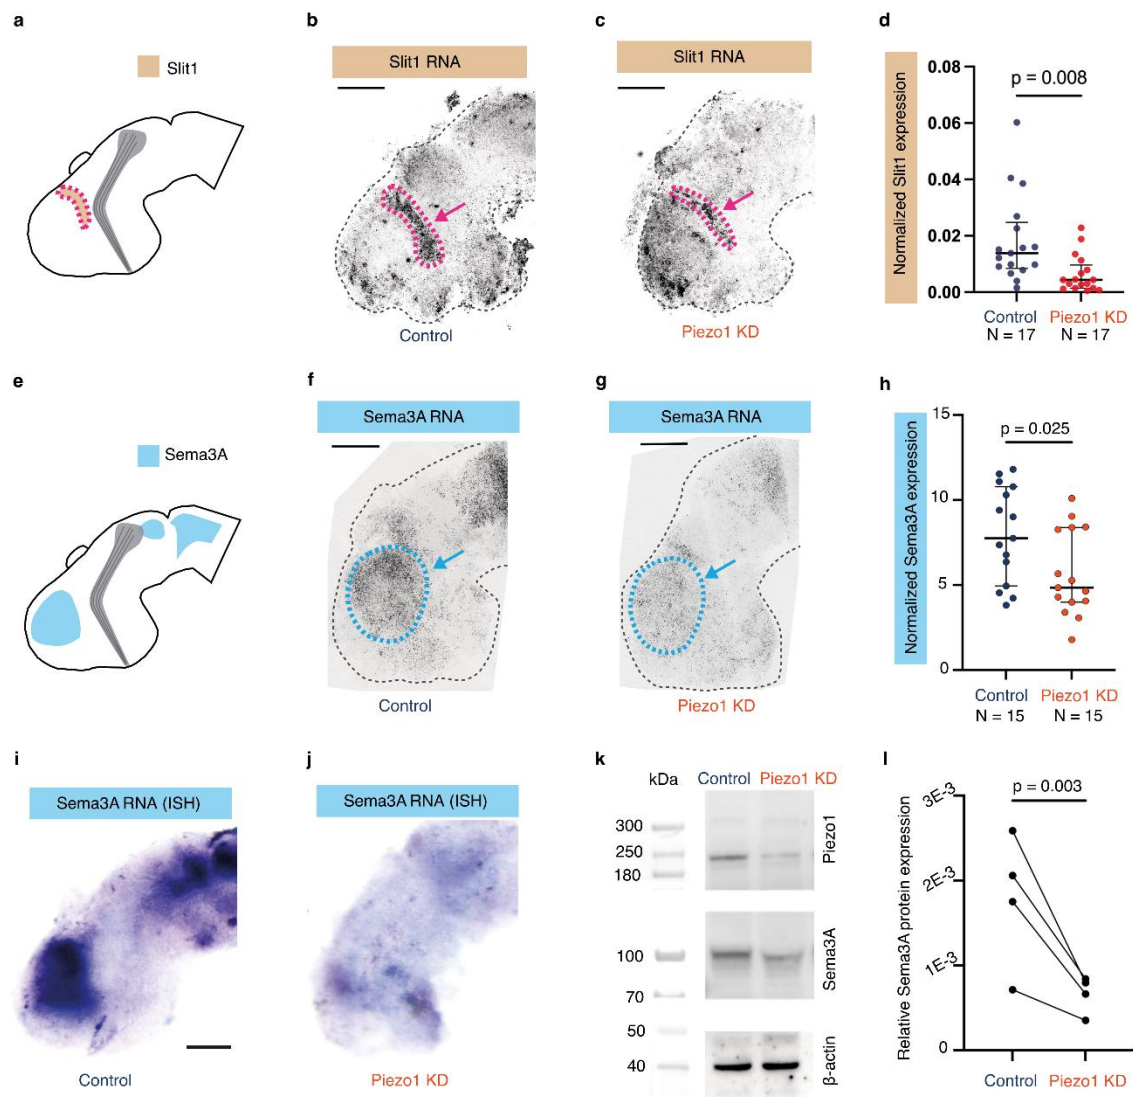 a
Slit1
b
Slit1 RNA
Control
c
Slit1 RNA
Piezo1 KD
d
Normalized Slit1 expression
p = 0.008
0.08
0.06
0.04
0.02
0.00
Control
N = 17
Piezo1 KD
N = 17
e
Sema3A
f
Sema3A RNA
Control
g
Sema3A RNA
Piezo1 KD
h
Normalized Sema3A expression
p = 0.025
15
10
5
0
Control
N = 15
Piezo1 KD
N = 15
i
Sema3A RNA (ISH)
Control
j
Sema3A RNA (ISH)
Piezo1 KD
k
kDa
Control
Piezo1 KD
300
250
180
Piezo1
100
70
Sema3A
50
40
β-actin
l
Relative Sema3A protein expression
p = 0.003
3E-3
2E-3
1E-3
0
Control
Piezo1 KD